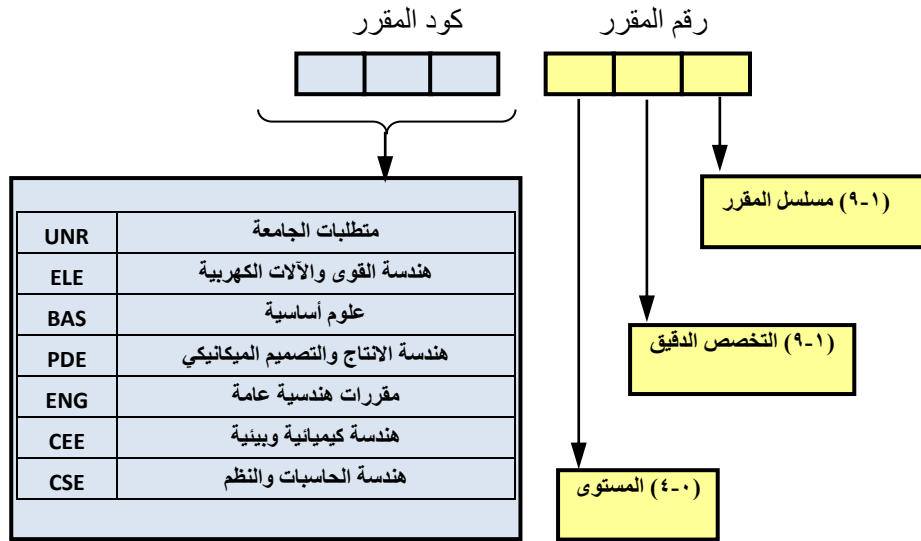 رقم المقرر
كود المقرر
(١-٩) مسلسل المقرر
متطلبات الجامعة UNR
هندسة القوى والآلات الكهربية ELE
علوم أساسية BAS
(١-٩) التخصص الدقيق
هندسة الانتاج والتصميم الميكانيكي PDE
مقررات هندسية عامة ENG
هندسة كيميائية وبيئية CEE
هندسة الحاسبات والنظم CSE
(٠-٤) المستوى